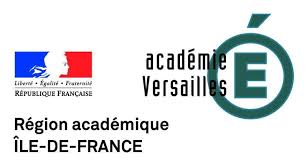 Liberté • Égalité • Fraternité
RÉPUBLIQUE FRANÇAISE
académie
Versailles
É
Région académique
ÎLE-DE-FRANCE